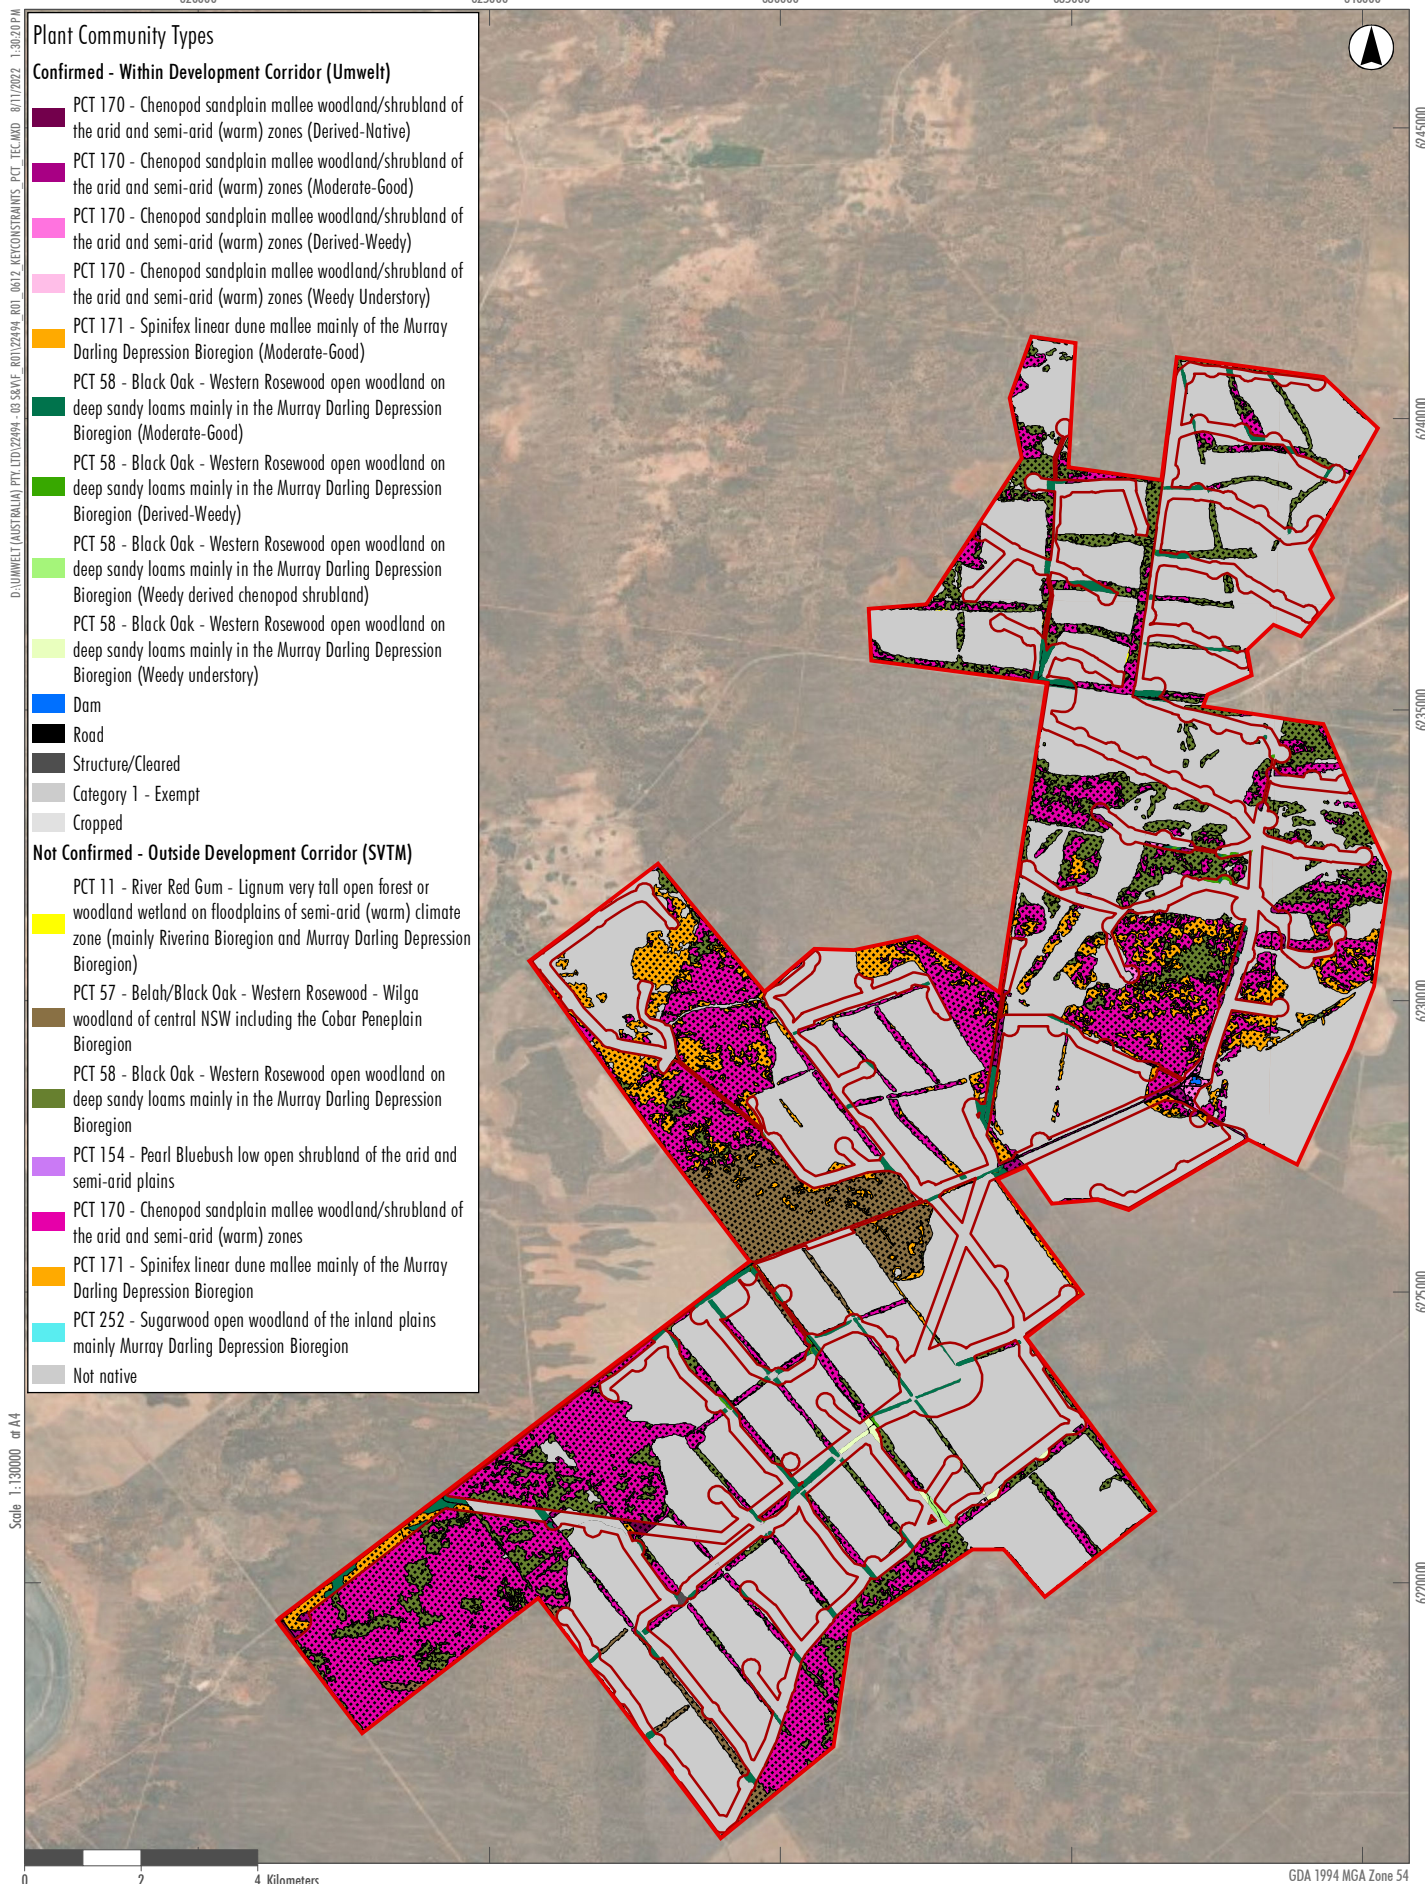 Plant Community Types
Confirmed - Within Development Corridor (Umwelt)
PCT 170 - Chenopod sandplain mallee woodland/shrubland of
the arid and semi-arid (warm) zones (Derived-Native)
PCT 170 - Chenopod sandplain mallee woodland/shrubland of
the arid and semi-arid (warm) zones (Moderate-Good)
PCT 170 - Chenopod sandplain mallee woodland/shrubland of
the arid and semi-arid (warm) zones (Derived-Weedy)
PCT 170 - Chenopod sandplain mallee woodland/shrubland of
the arid and semi-arid (warm) zones (Weedy Understory)
PCT 171 - Spinifex linear dune mallee mainly of the Murray
Darling Depression Bioregion (Moderate-Good)
PCT 58 - Black Oak - Western Rosewood open woodland on
deep sandy loams mainly in the Murray Darling Depression
Bioregion (Moderate-Good)
PCT 58 - Black Oak - Western Rosewood open woodland on
deep sandy loams mainly in the Murray Darling Depression
Bioregion (Derived-Weedy)
PCT 58 - Black Oak - Western Rosewood open woodland on
deep sandy loams mainly in the Murray Darling Depression
Bioregion (Weedy derived chenopod shrubland)
PCT 58 - Black Oak - Western Rosewood open woodland on
deep sandy loams mainly in the Murray Darling Depression
Bioregion (Weedy understory)
Dam
Road
Structure/Cleared
Category 1 - Exempt
Cropped
Not Confirmed - Outside Development Corridor (SVTM)
PCT 11 - River Red Gum - Lignum very tall open forest or
woodland wetland on floodplains of semi-arid (warm) climate
zone (mainly Riverina Bioregion and Murray Darling Depression
Bioregion)
PCT 57 - Belah/Black Oak - Western Rosewood - Wilga
woodland of central NSW including the Cobar Peneplain
Bioregion
PCT 58 - Black Oak - Western Rosewood open woodland on
deep sandy loams mainly in the Murray Darling Depression
Bioregion
PCT 154 - Pearl Bluebush low open shrubland of the arid and
semi-arid plains
PCT 170 - Chenopod sandplain mallee woodland/shrubland of
the arid and semi-arid (warm) zones
PCT 171 - Spinifex linear dune mallee mainly of the Murray
Darling Depression Bioregion
PCT 252 - Sugarwood open woodland of the inland plains
mainly Murray Darling Depression Bioregion
Not native
6245000
6240000
6235000
6230000
6225000
6220000
Scale 1:130000 at A4
0 2 4 Kilometers
GDA 1994 MGA Zone 54